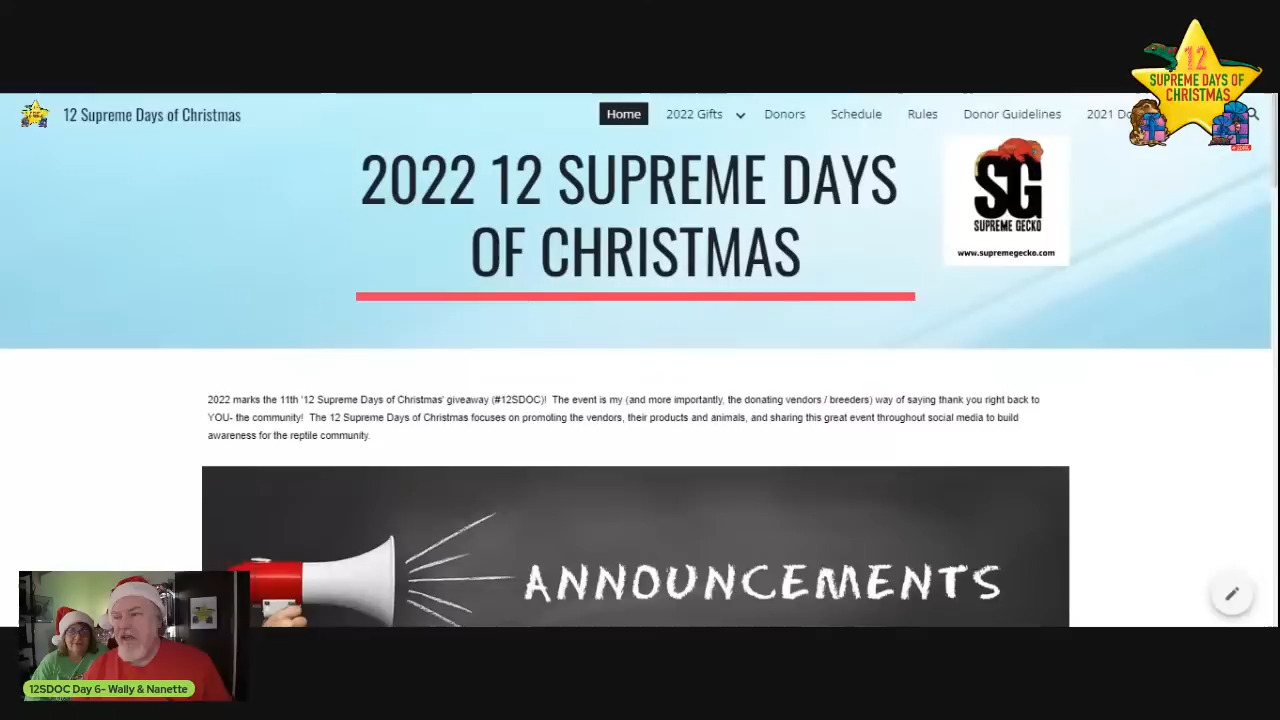 12 Supreme Days of Christmas
Home
2022 Gifts
Donors
Schedule
Rules
Donor Guidelines
2021
12
SUPREME DAYS OF
CHRISTMAS
2022 12 SUPREME DAYS
OF CHRISTMAS
SG
SUPREME GECKO
www.supremegecko.com
2022 marks the 11th '12 Supreme Days of Christmas' giveaway (#12SDOC)!  The event is my (and more importantly, the donating vendors / breeders) way of saying thank you right back to
YOU- the community!  The 12 Supreme Days of Christmas focuses on promoting the vendors, their products and animals, and sharing this great event throughout social media to build
awareness for the reptile community.
ANNOUNCEMENTS
12SDOC Day 6- Wally & Nanette